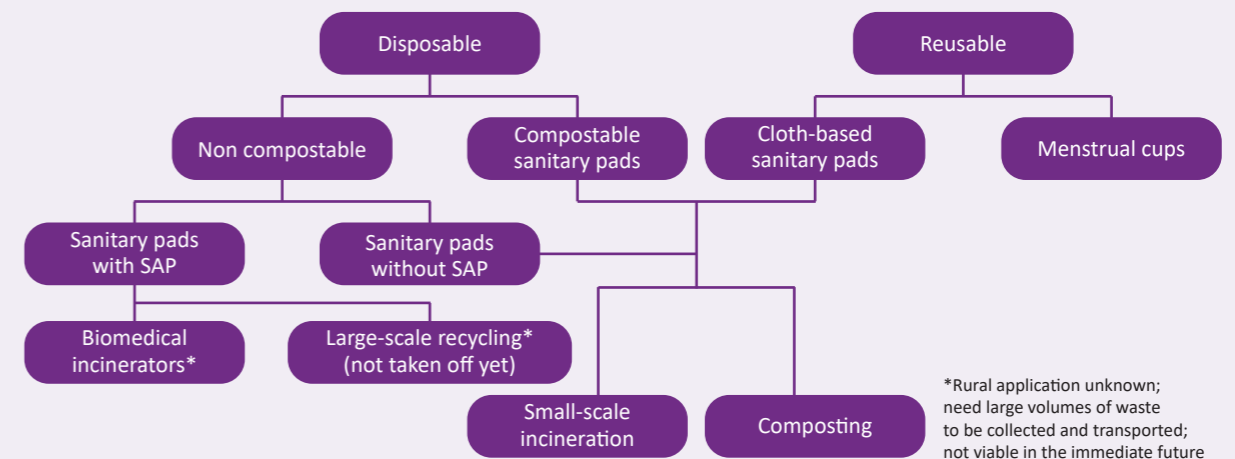 Disposable
Reusable
Non compostable
Compostable
sanitary pads
Cloth-based
sanitary pads
Menstrual cups
Sanitary pads
with SAP
Sanitary pads
without SAP
Biomedical
incinerators*
Large-scale recycling*
(not taken off yet)
Small-scale
incineration
Composting
*Rural application unknown;
need large volumes of waste
to be collected and transported;
not viable in the immediate future